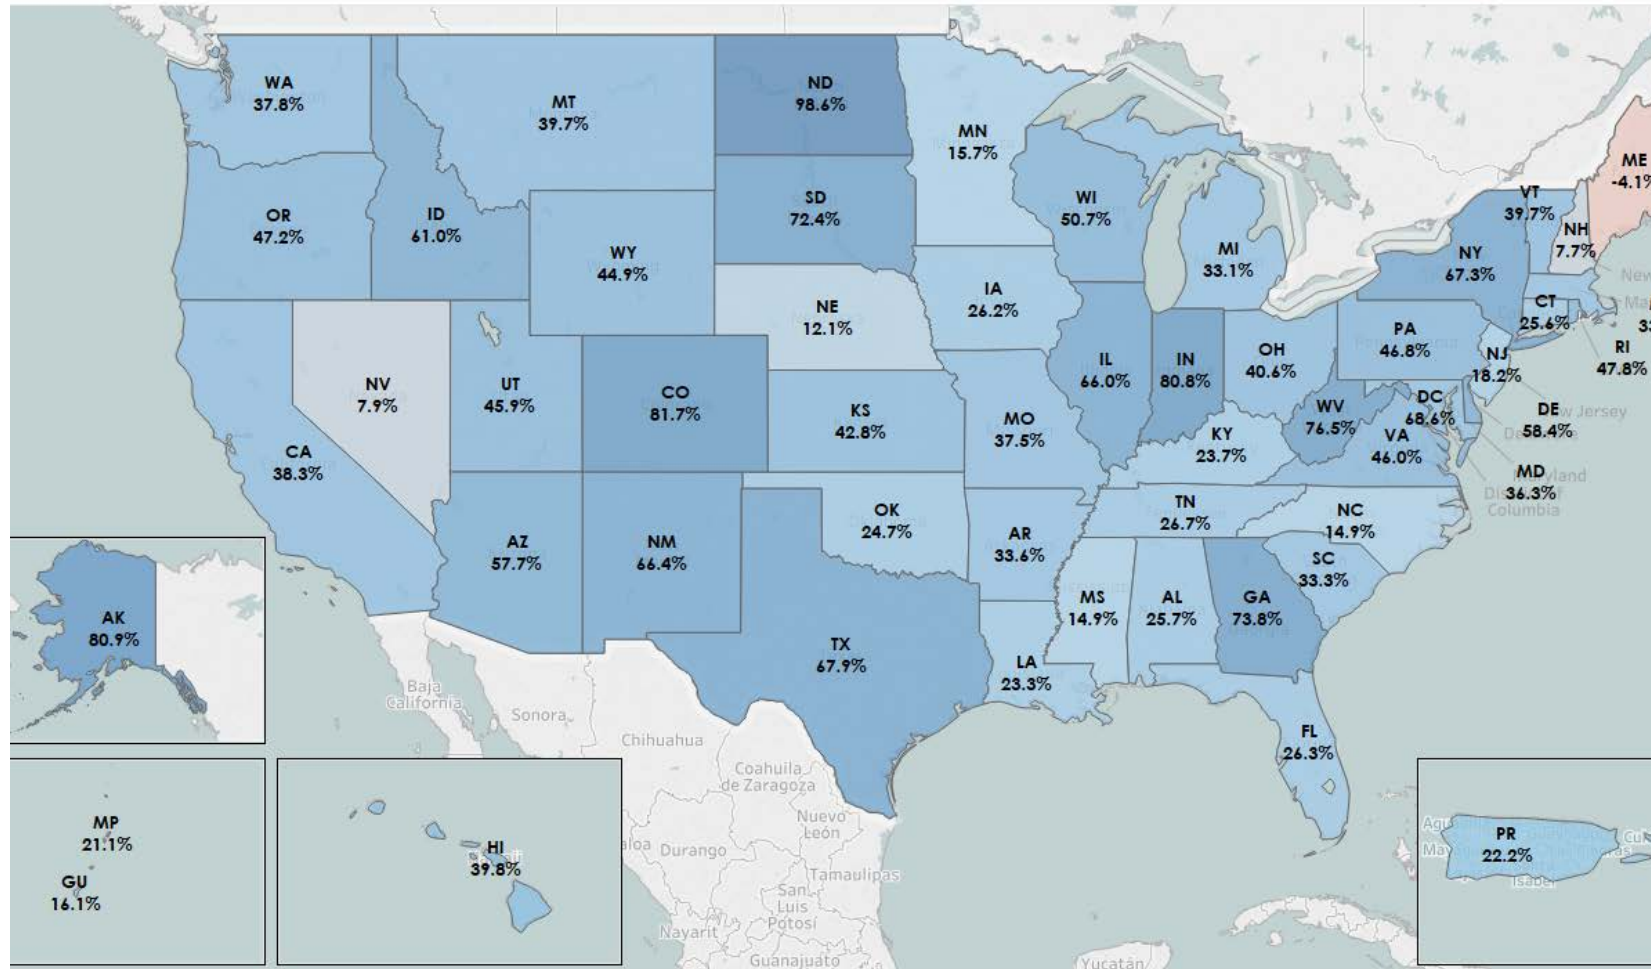 WA
37.8%
MT
39.7%
ND
98.6%
MN
15.7%
ME
-4.1%
OR
47.2%
ID
61.0%
WY
44.9%
SD
72.4%
WI
50.7%
MI
33.1%
VT
39.7%
NH
7.7%
NY
67.3%
NE
12.1%
IA
26.2%
CT
25.6%
PA
46.8%
NJ
18.2%
RI
47.8%
NV
7.9%
UT
45.9%
CO
81.7%
KS
42.8%
MO
37.5%
IL
66.0%
IN
80.8%
OH
40.6%
WV
76.5%
DC
68.6%
DE
58.4%
VA
46.0%
MD
36.3%
KY
23.7%
CA
38.3%
AZ
57.7%
NM
66.4%
OK
24.7%
AR
33.6%
TN
26.7%
NC
14.9%
SC
33.3%
MS
14.9%
AL
25.7%
GA
73.8%
TX
67.9%
LA
23.3%
FL
26.3%
AK
80.9%
MP
21.1%
GU
16.1%
HI
39.8%
PR
22.2%
Baja
California
Sonora
Chihuahua
Coahuila
de Zaragoza
Nuevo
León
Durango
Tamaulipas
San
Luis
Potosí
Nayarit
Guanajuato
Yucatán
New Jersey
Maryland
District of
Columbia